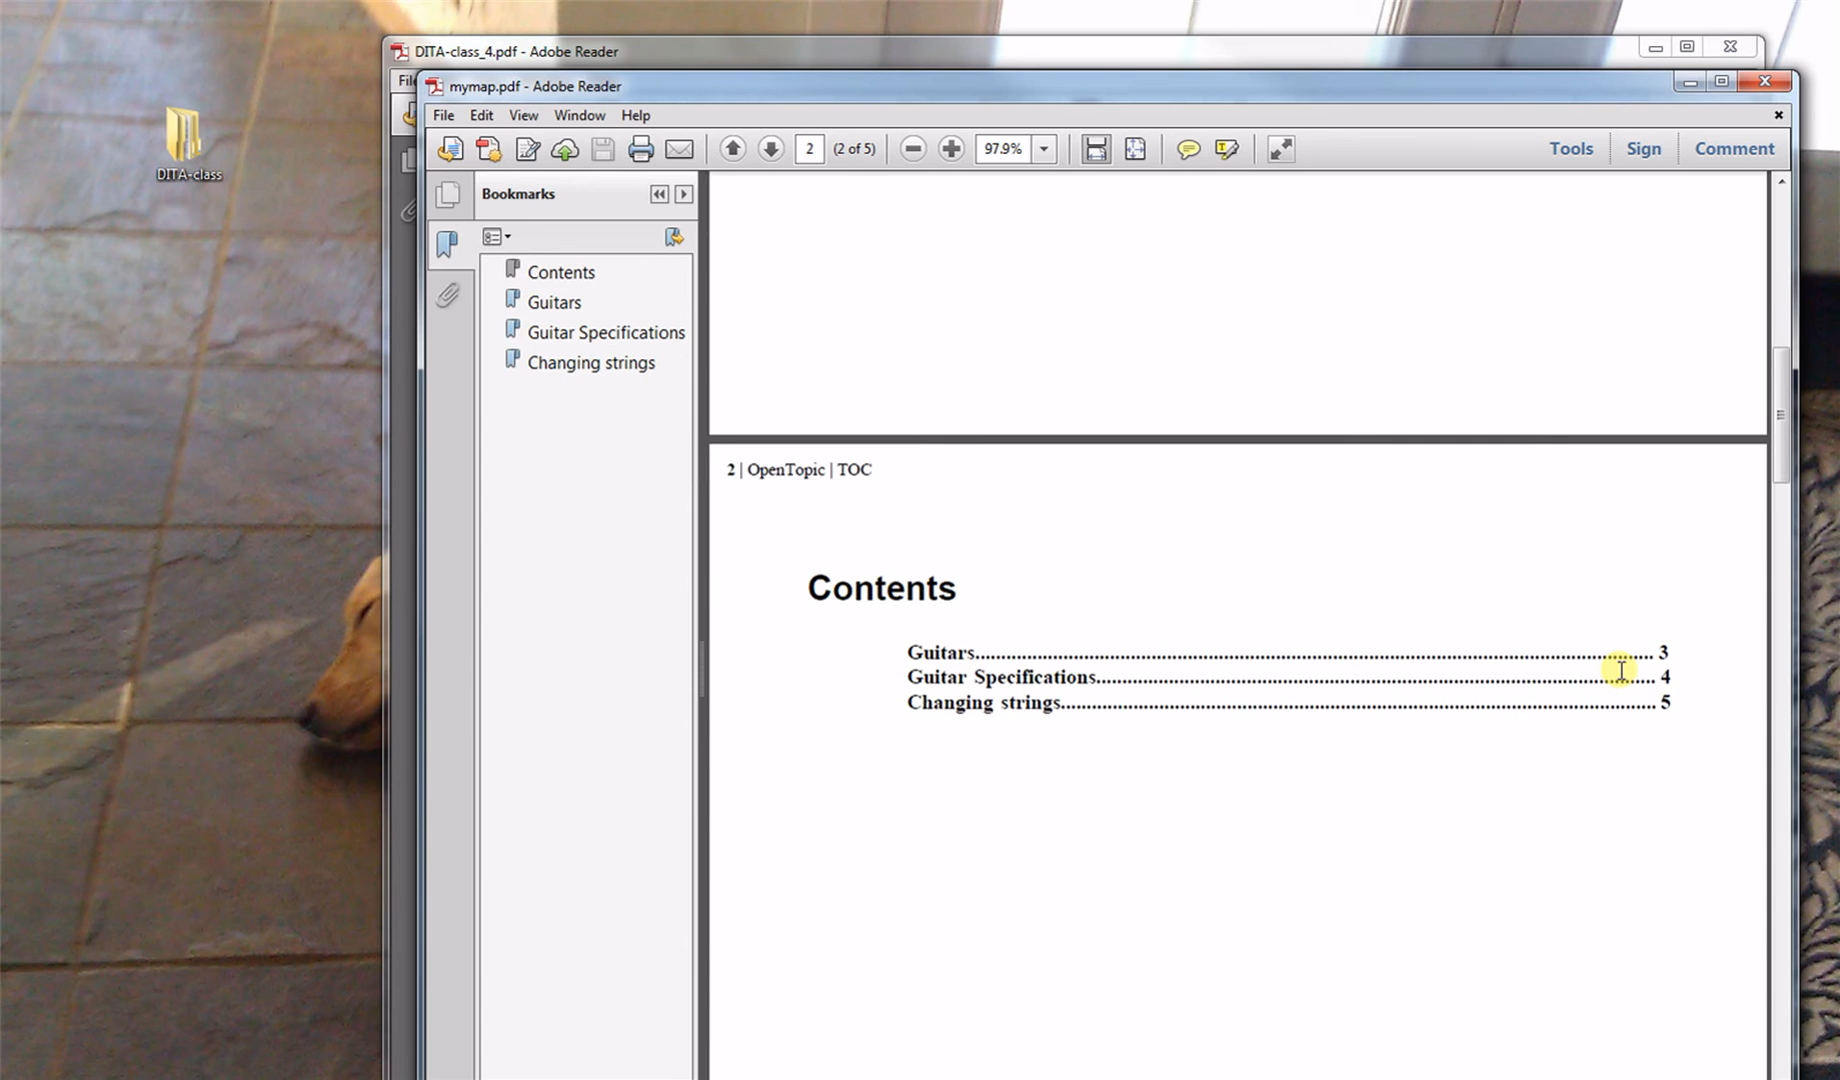 DITA-class_4.pdf - Adobe Reader
File
mymap.pdf - Adobe Reader
File Edit View Window Help
2 (2 of 5) 97.9% Tools Sign Comment
DITA-class
Bookmarks
Contents
Guitars
Guitar Specifications
Changing strings
2 | OpenTopic | TOC
Contents
Guitars.................................................................................................................................... 3
Guitar Specifications........................................................................................................... 4
Changing strings.................................................................................................................. 5